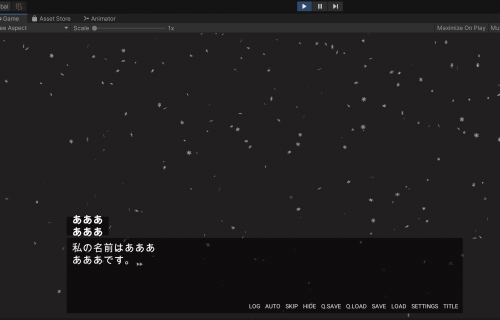 bal
Game Asset Store Animator
ee Aspect Scale 1x Maximize On Play Mu
あああ
あああ
私の名前はあああ
あああです。
LOG AUTO SKIP HIDE Q.SAVE Q.LOAD SAVE LOAD SETTINGS TITLE